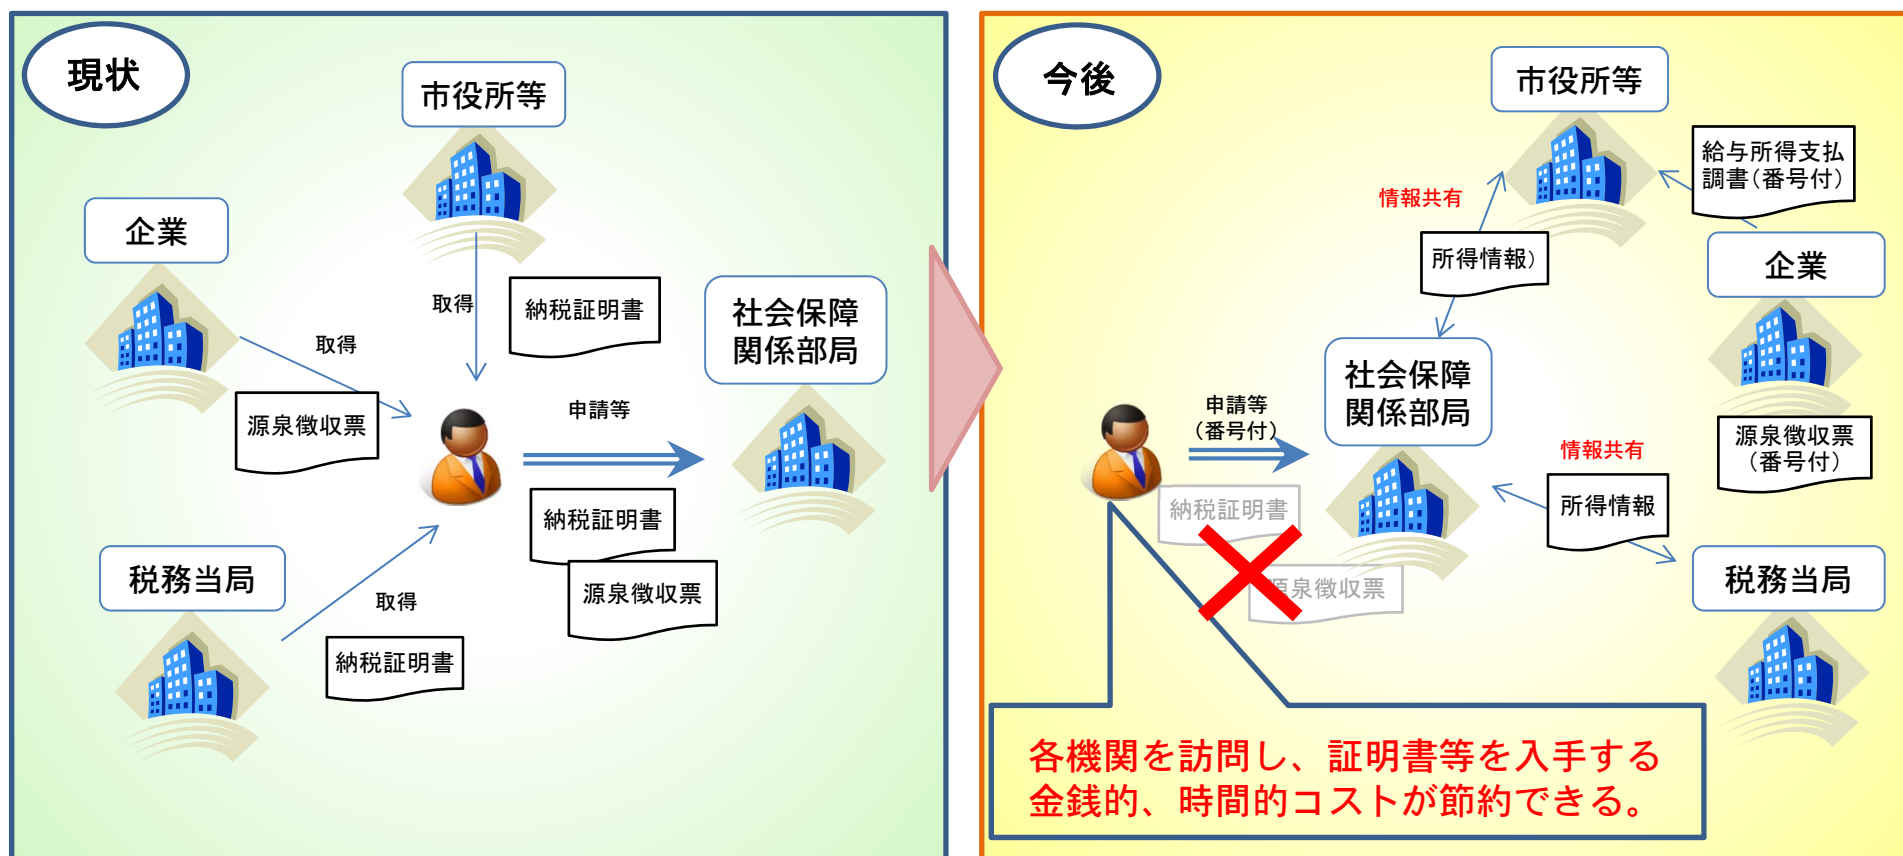 現状
市役所等
企業
取得
納税証明書
社会保障
関係部局
取得
源泉徴収票
申請等
納税証明書
源泉徴収票
税務当局
取得
納税証明書
今後
市役所等
給与所得支払
調書(番号付)
情報共有
所得情報)
企業
社会保障
関係部局
申請等
(番号付)
源泉徴収票
(番号付)
情報共有
所得情報
納税証明書
源泉徴収票
税務当局
各機関を訪問し、証明書等を入手する
金銭的、時間的コストが節約できる。